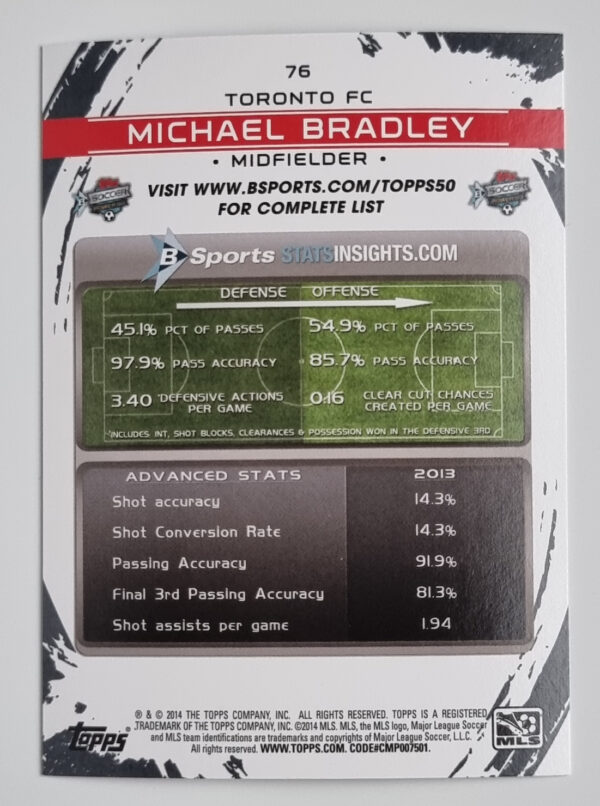 76
TORONTO FC
MICHAEL BRADLEY
• MIDFIELDER •
VISIT WWW.BSPORTS.COM/TOPPS50
FOR COMPLETE LIST
SOCCER
SOCCER
B Sports STATSINSIGHTS.COM
DEFENSE OFFENSE
45.1% PCT OF PASSES 54.9% PCT OF PASSES
97.9% PASS ACCURACY 85.7% PASS ACCURACY
3.40 *DEFENSIVE ACTIONS PER GAME 0.16 CLEAR CUT CHANCES CREATED PER GAME
*INCLUDES INT, SHOT BLOCKS, CLEARANCES & POSSESSION WON IN THE DEFENSIVE 3RD
ADVANCED STATS 2013
Shot accuracy 14.3%
Shot Conversion Rate 14.3%
Passing Accuracy 91.9%
Final 3rd Passing Accuracy 81.3%
Shot assists per game 1.94
® & © 2014 THE TOPPS COMPANY, INC. ALL RIGHTS RESERVED. TOPPS IS A REGISTERED
TRADEMARK OF THE TOPPS COMPANY, INC. ©2014 MLS. MLS, the MLS logo, Major League Soccer
and MLS team identifications are trademarks and copyrights of Major League Soccer, L.L.C.
All rights reserved. WWW.TOPPS.COM. CODE#CMP007501.
Topps
MLS